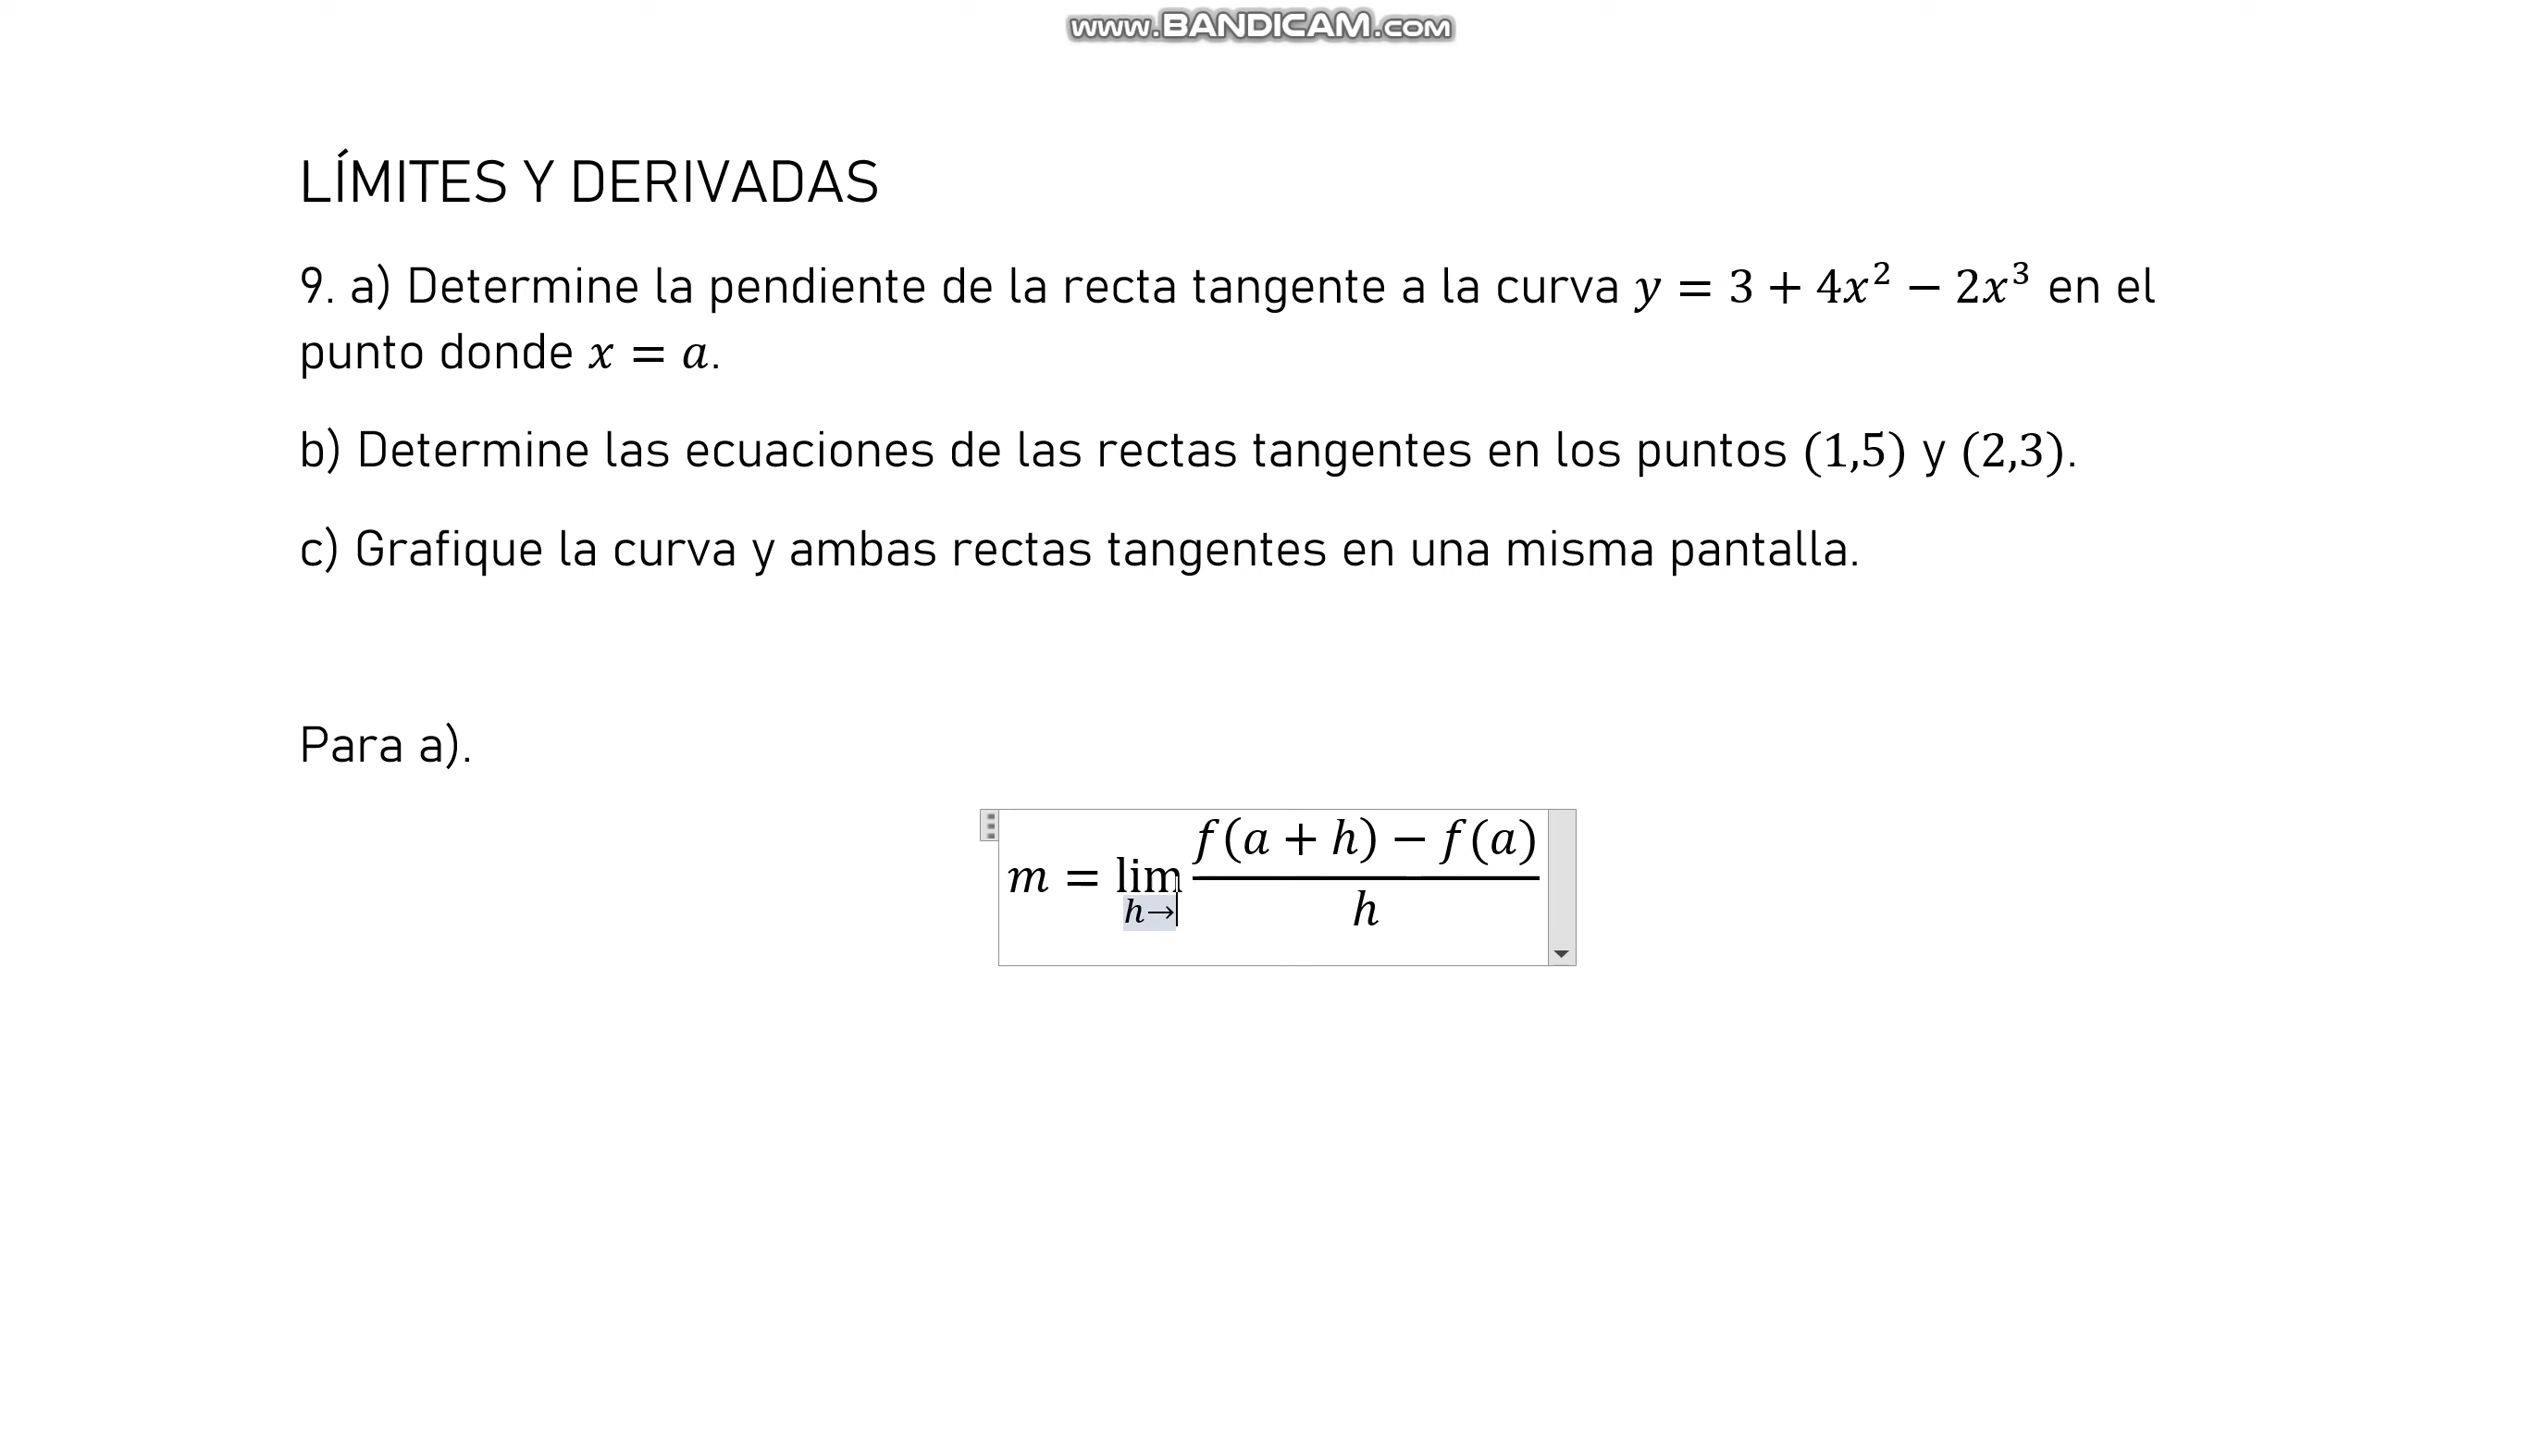 www.BANDICAM.com
LÍMITES Y DERIVADAS
9. a) Determine la pendiente de la recta tangente a la curva y = 3 + 4x² − 2x³ en el
punto donde x = a.
b) Determine las ecuaciones de las rectas tangentes en los puntos (1,5) y (2,3).
c) Grafique la curva y ambas rectas tangentes en una misma pantalla.
Para a).
f(a + h) − f(a)
m = lim
h→
h